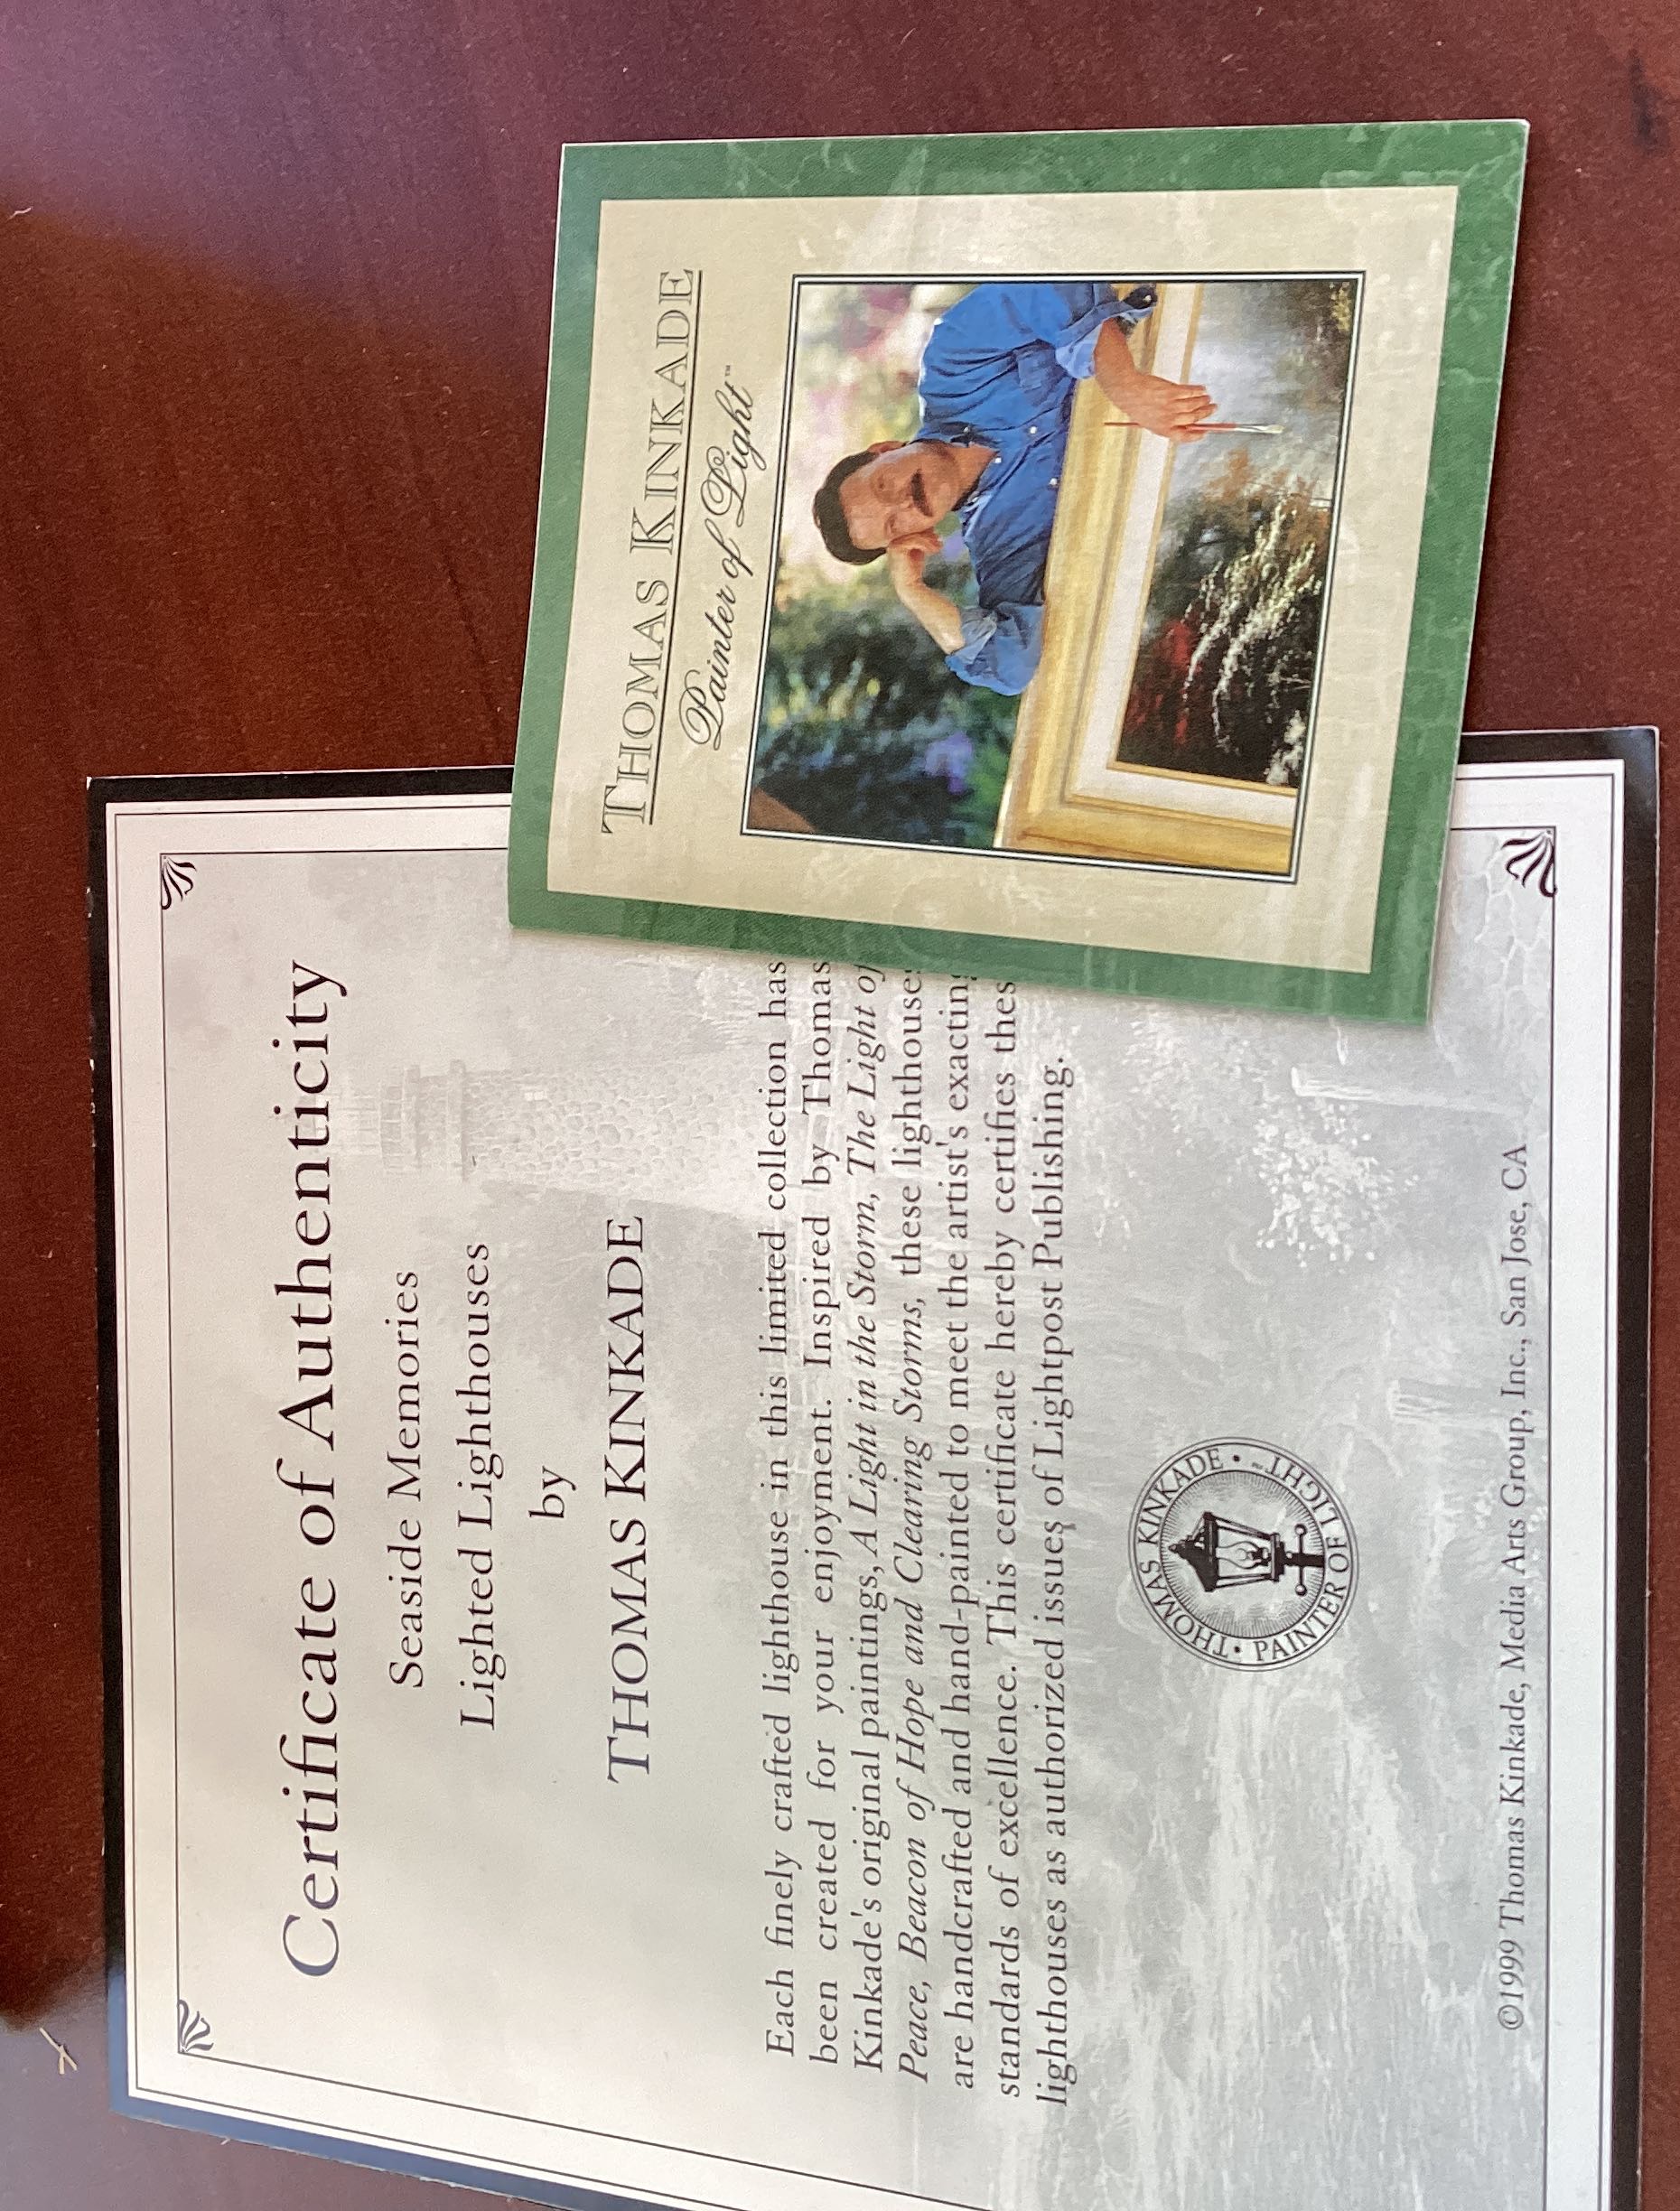 Certificate of Authenticity
Seaside Memories
Lighted Lighthouses
by
THOMAS KINKADE
Each finely crafted lighthouse in this limited collection has
been created for your enjoyment. Inspired by Thomas
Kinkade's original paintings, A Light in the Storm, The Light of
Peace, Beacon of Hope and Clearing Storms, these lighthouses
are handcrafted and hand-painted to meet the artist's exacting
standards of excellence. This certificate hereby certifies thes
lighthouses as authorized issues of Lightpost Publishing.
THOMAS KINKADE • PAINTER OF LIGHT ™ •
©1999 Thomas Kinkade, Media Arts Group, Inc., San Jose, CA
THOMAS KINKADE
Painter of Light™